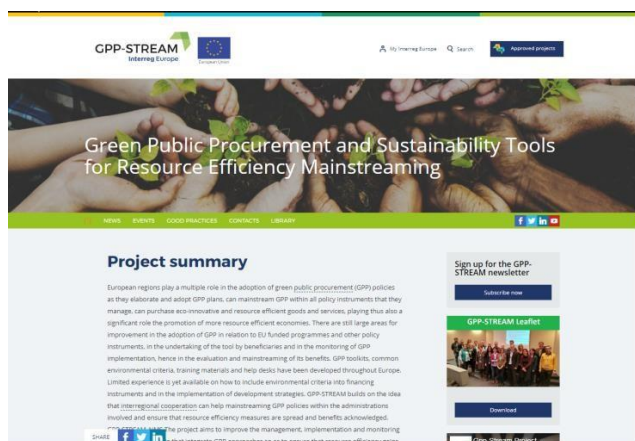 GPP-STREAM
Interreg Europe
European Union
My Interreg Europe
Search
Approved projects
Green Public Procurement and Sustainability Tools
for Resource Efficiency Mainstreaming
NEWS EVENTS GOOD PRACTICES CONTACTS LIBRARY
Project summary
European regions play a multiple role in the adoption of green public procurement (GPP) policies
as they elaborate and adopt GPP plans, can mainstream GPP within all policy instruments that they
manage, can purchase eco-innovative and resource efficient goods and services, playing thus also a
significant role the promotion of more resource efficient economies. There are still large areas for
improvement in the adoption of GPP in relation to EU funded programmes and other policy
instruments, in the undertaking of the tool by beneficiaries and in the monitoring of GPP
implementation, hence in the evaluation and mainstreaming of its benefits. GPP toolkits, common
environmental criteria, training materials and help desks have been developed throughout Europe.
Limited experience is yet available on how to include environmental criteria into financing
instruments and in the implementation of development strategies. GPP-STREAM builds on the idea
that interregional cooperation can help mainstreaming GPP policies within the administrations
involved and ensure that resource efficiency measures are spread and benefits acknowledged.
The project aims to improve the management, implementation and monitoring
SHARE
Sign up for the GPP-
STREAM newsletter
Subscribe now
GPP-STREAM Leaflet
Download
Gpp Stream Project